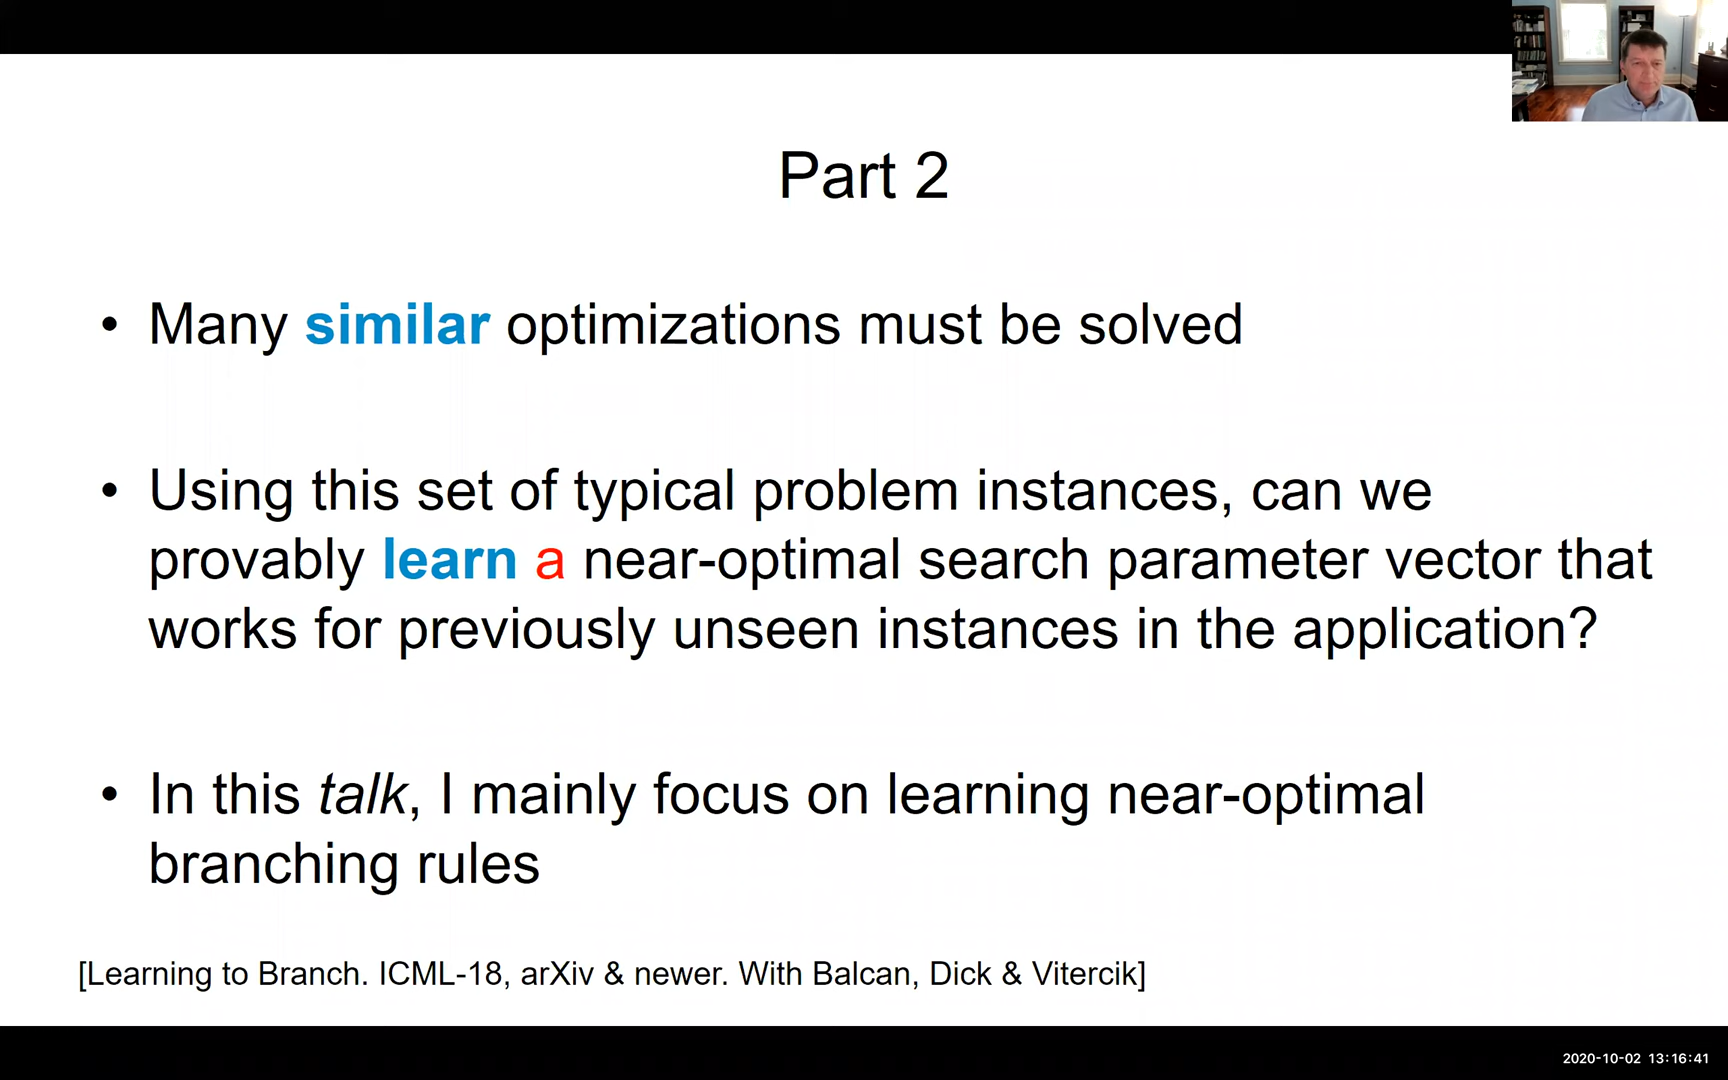 Part 2
• Many similar optimizations must be solved
• Using this set of typical problem instances, can we
provably learn a near-optimal search parameter vector that
works for previously unseen instances in the application?
• In this talk, I mainly focus on learning near-optimal
branching rules
[Learning to Branch. ICML-18, arXiv & newer. With Balcan, Dick & Vitercik]
2020-10-02 13:16:41